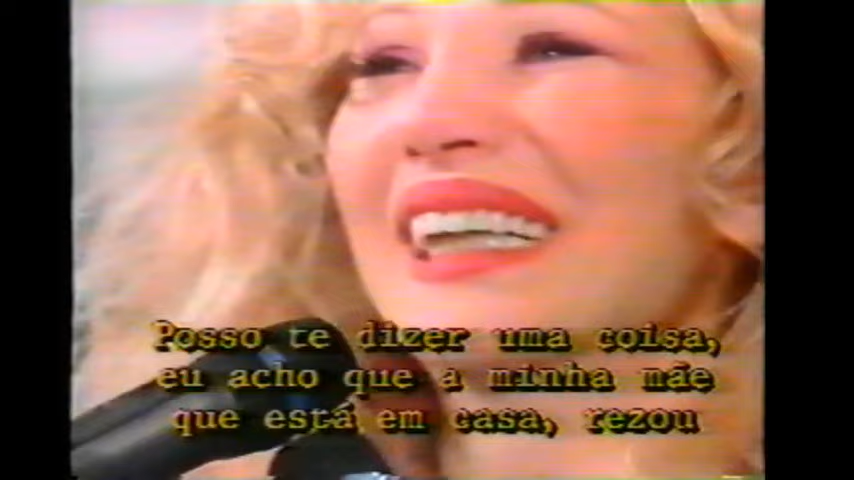 Posso te dizer uma coisa,
eu acho que a minha mãe
que está em casa, rezou